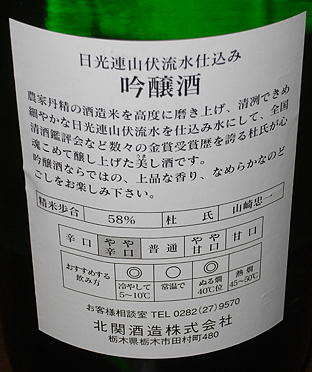 日光連山伏流水仕込み
吟醸酒
農家丹精の酒造米を高度に磨き上げ、清冽できめ
細やかな日光連山伏流水を仕込み水にして、全国
清酒鑑評会など数々の金賞受賞歴を誇る杜氏が心
魂こめて醸し上げた美し酒です。
吟醸酒ならではの、上品な香り、なめらかなのど
ごしをお楽しみ下さい。
精米歩合 58% 杜氏 山崎忠一
辛口 やや辛口 普通 やや甘口 甘口
おすすめする飲み方 ◎ 冷やして5〜10℃ ○ 常温で ◎ ぬる燗40℃位 熱燗45〜50℃
お客様相談室 TEL 0282(27)9570
北関酒造株式会社
栃木県栃木市田村町480